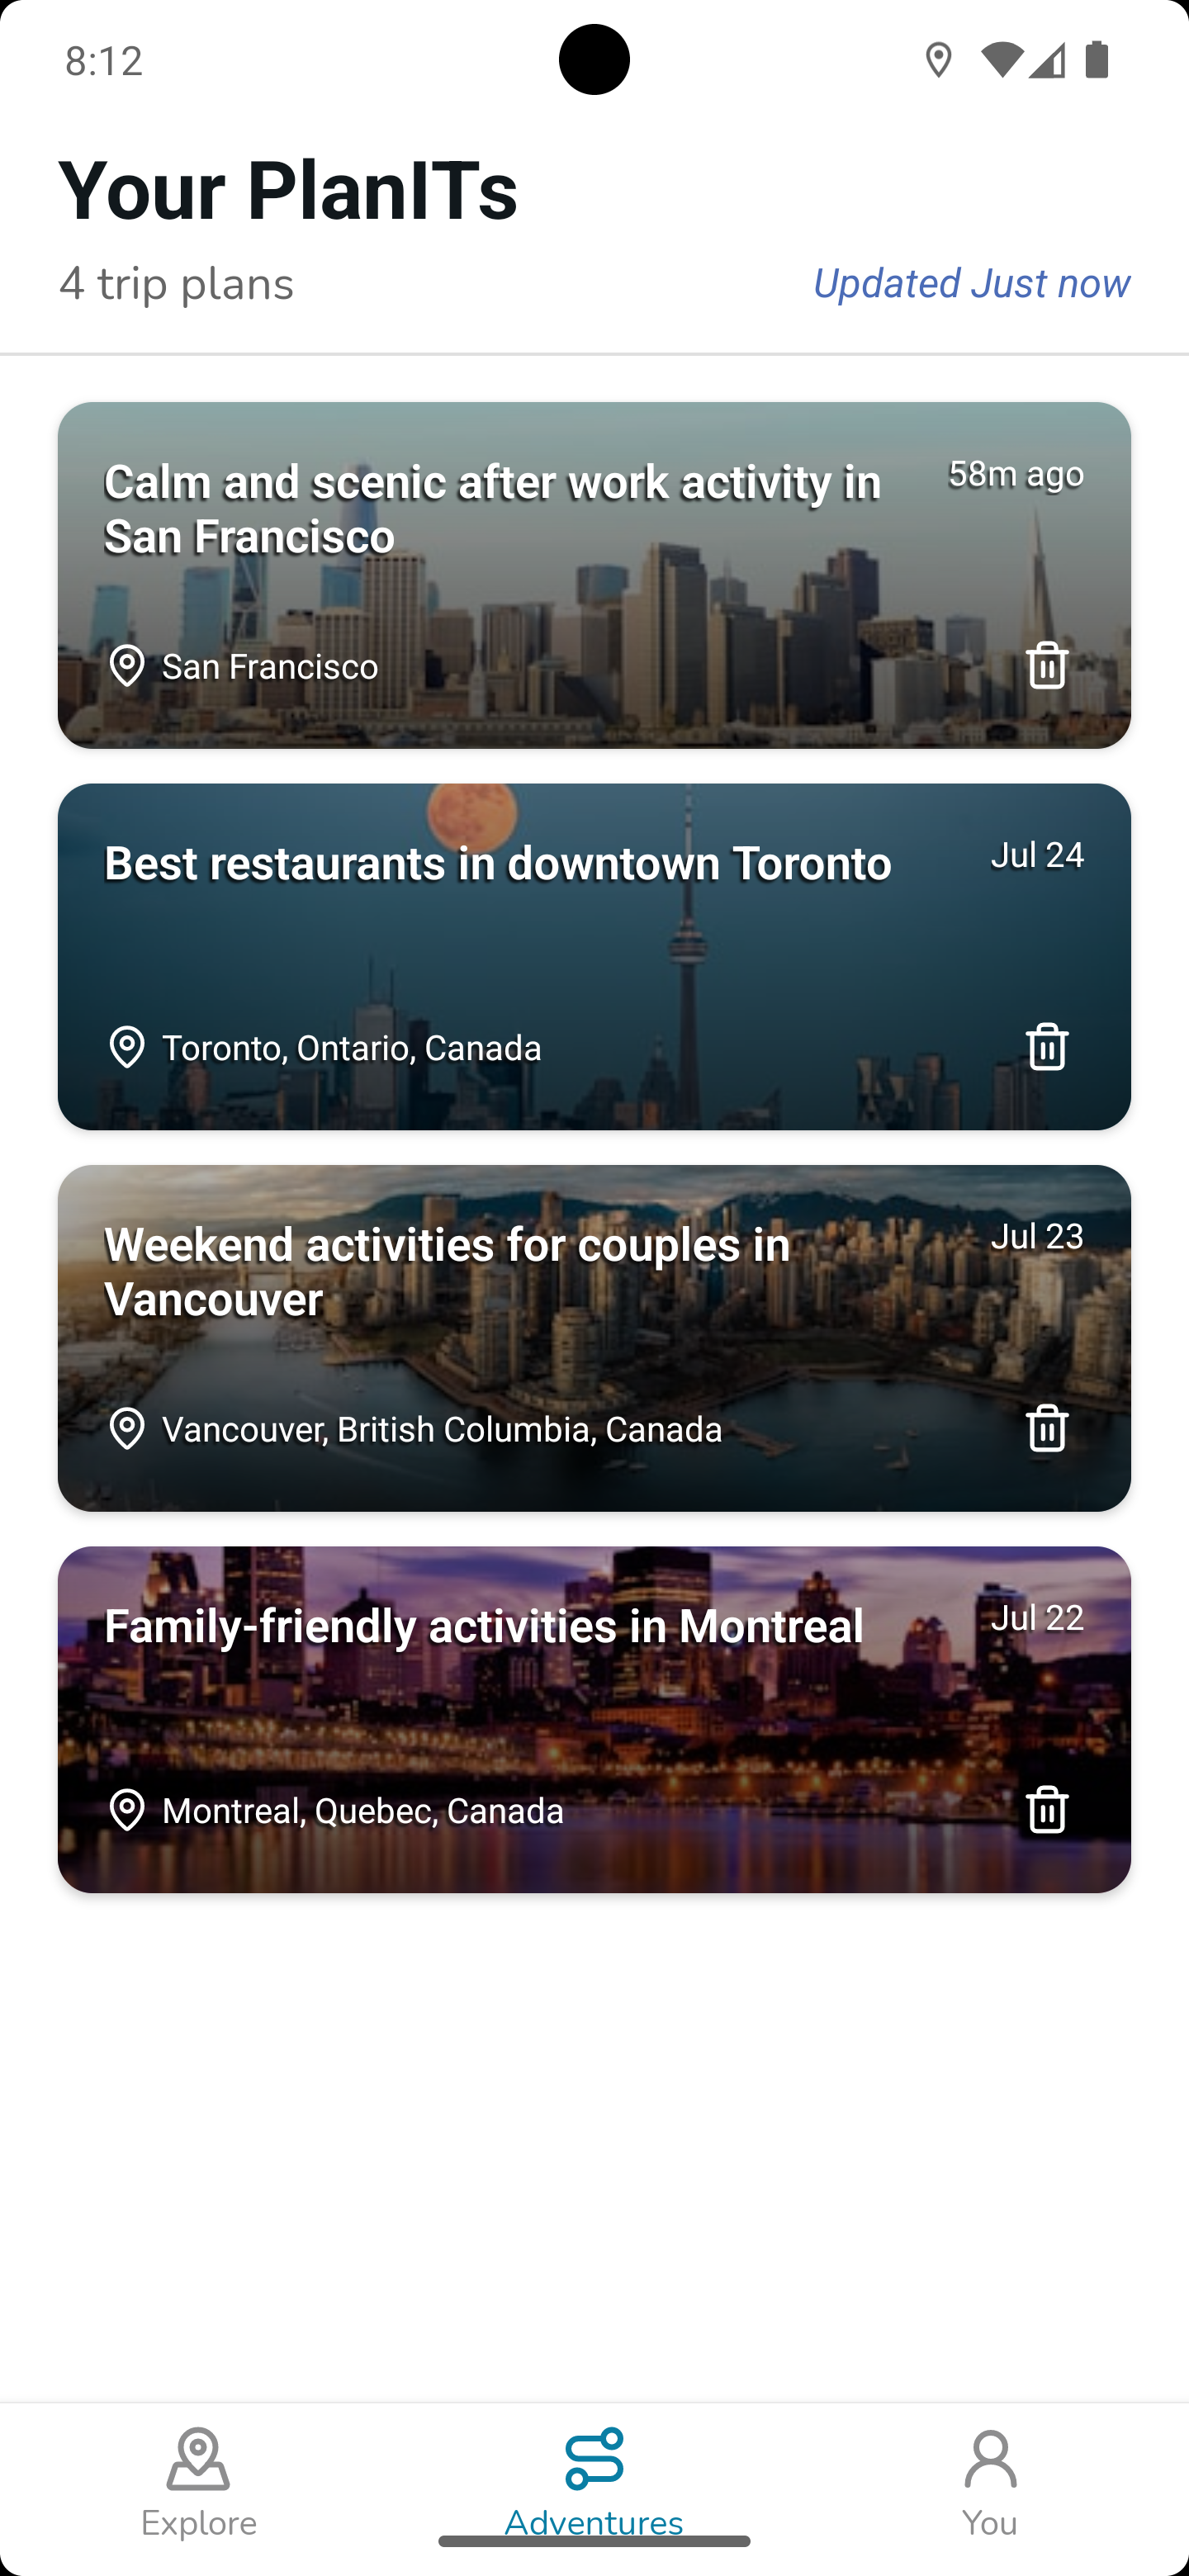 8:12
Your PlanITs
4 trip plans
Updated Just now
Calm and scenic after work activity in
San Francisco
58m ago
San Francisco
Best restaurants in downtown Toronto
Jul 24
Toronto, Ontario, Canada
Weekend activities for couples in
Vancouver
Jul 23
Vancouver, British Columbia, Canada
Family-friendly activities in Montreal
Jul 22
Montreal, Quebec, Canada
Explore
Adventures
You